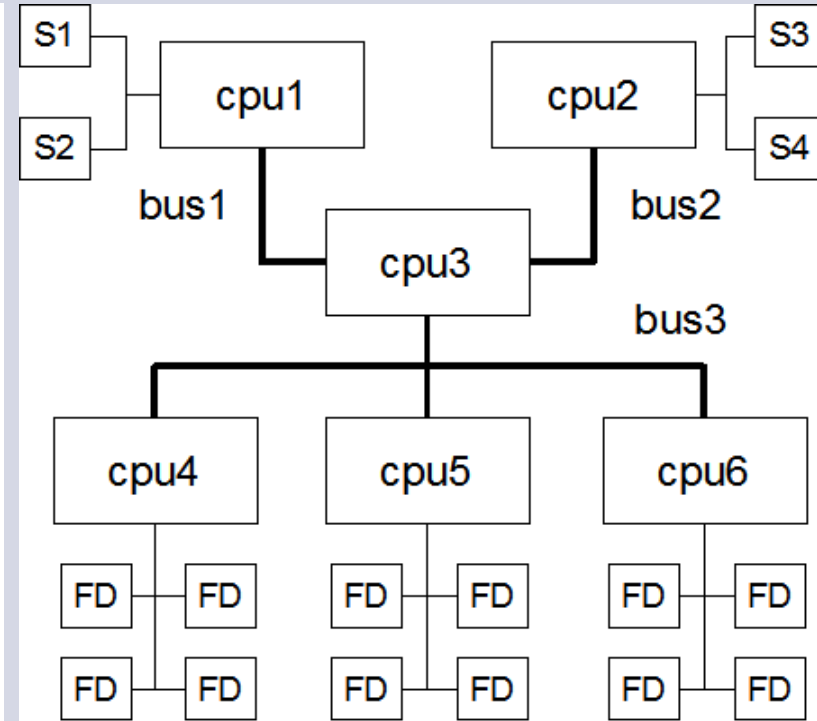 S1
S3
cpu1
cpu2
S2
S4
bus1
bus2
cpu3
bus3
cpu4
cpu5
cpu6
FD FD FD FD FD FD
FD FD FD FD FD FD